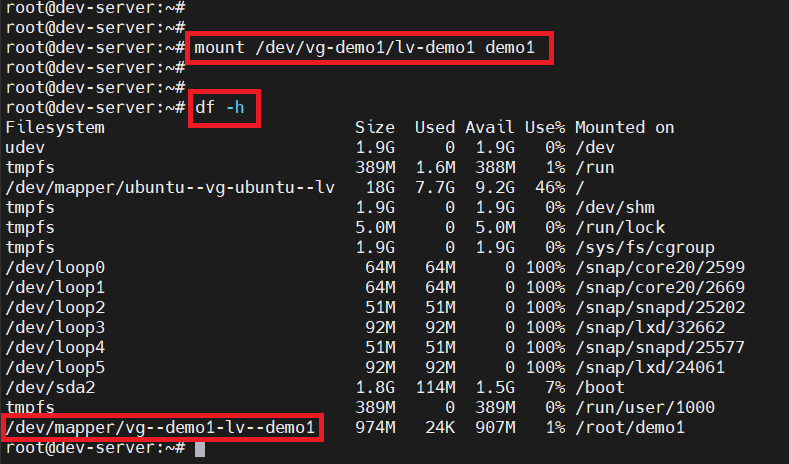 root@dev-server:~#
root@dev-server:~#
root@dev-server:~# mount /dev/vg-demo1/lv-demo1 demo1
root@dev-server:~#
root@dev-server:~#
root@dev-server:~# df -h
Filesystem                         Size  Used Avail Use% Mounted on
udev                               1.9G     0  1.9G   0% /dev
tmpfs                              389M  1.6M  388M   1% /run
/dev/mapper/ubuntu--vg-ubuntu--lv   18G  7.7G  9.2G  46% /
tmpfs                              1.9G     0  1.9G   0% /dev/shm
tmpfs                              5.0M     0  5.0M   0% /run/lock
tmpfs                              1.9G     0  1.9G   0% /sys/fs/cgroup
/dev/loop0                          64M   64M     0 100% /snap/core20/2599
/dev/loop1                          64M   64M     0 100% /snap/core20/2669
/dev/loop2                          51M   51M     0 100% /snap/snapd/25202
/dev/loop3                          92M   92M     0 100% /snap/lxd/32662
/dev/loop4                          51M   51M     0 100% /snap/snapd/25577
/dev/loop5                          92M   92M     0 100% /snap/lxd/24061
/dev/sda2                          1.8G  114M  1.5G   7% /boot
tmpfs                              389M     0  389M   0% /run/user/1000
/dev/mapper/vg--demo1-lv--demo1    974M   24K  907M   1% /root/demo1
root@dev-server:~#